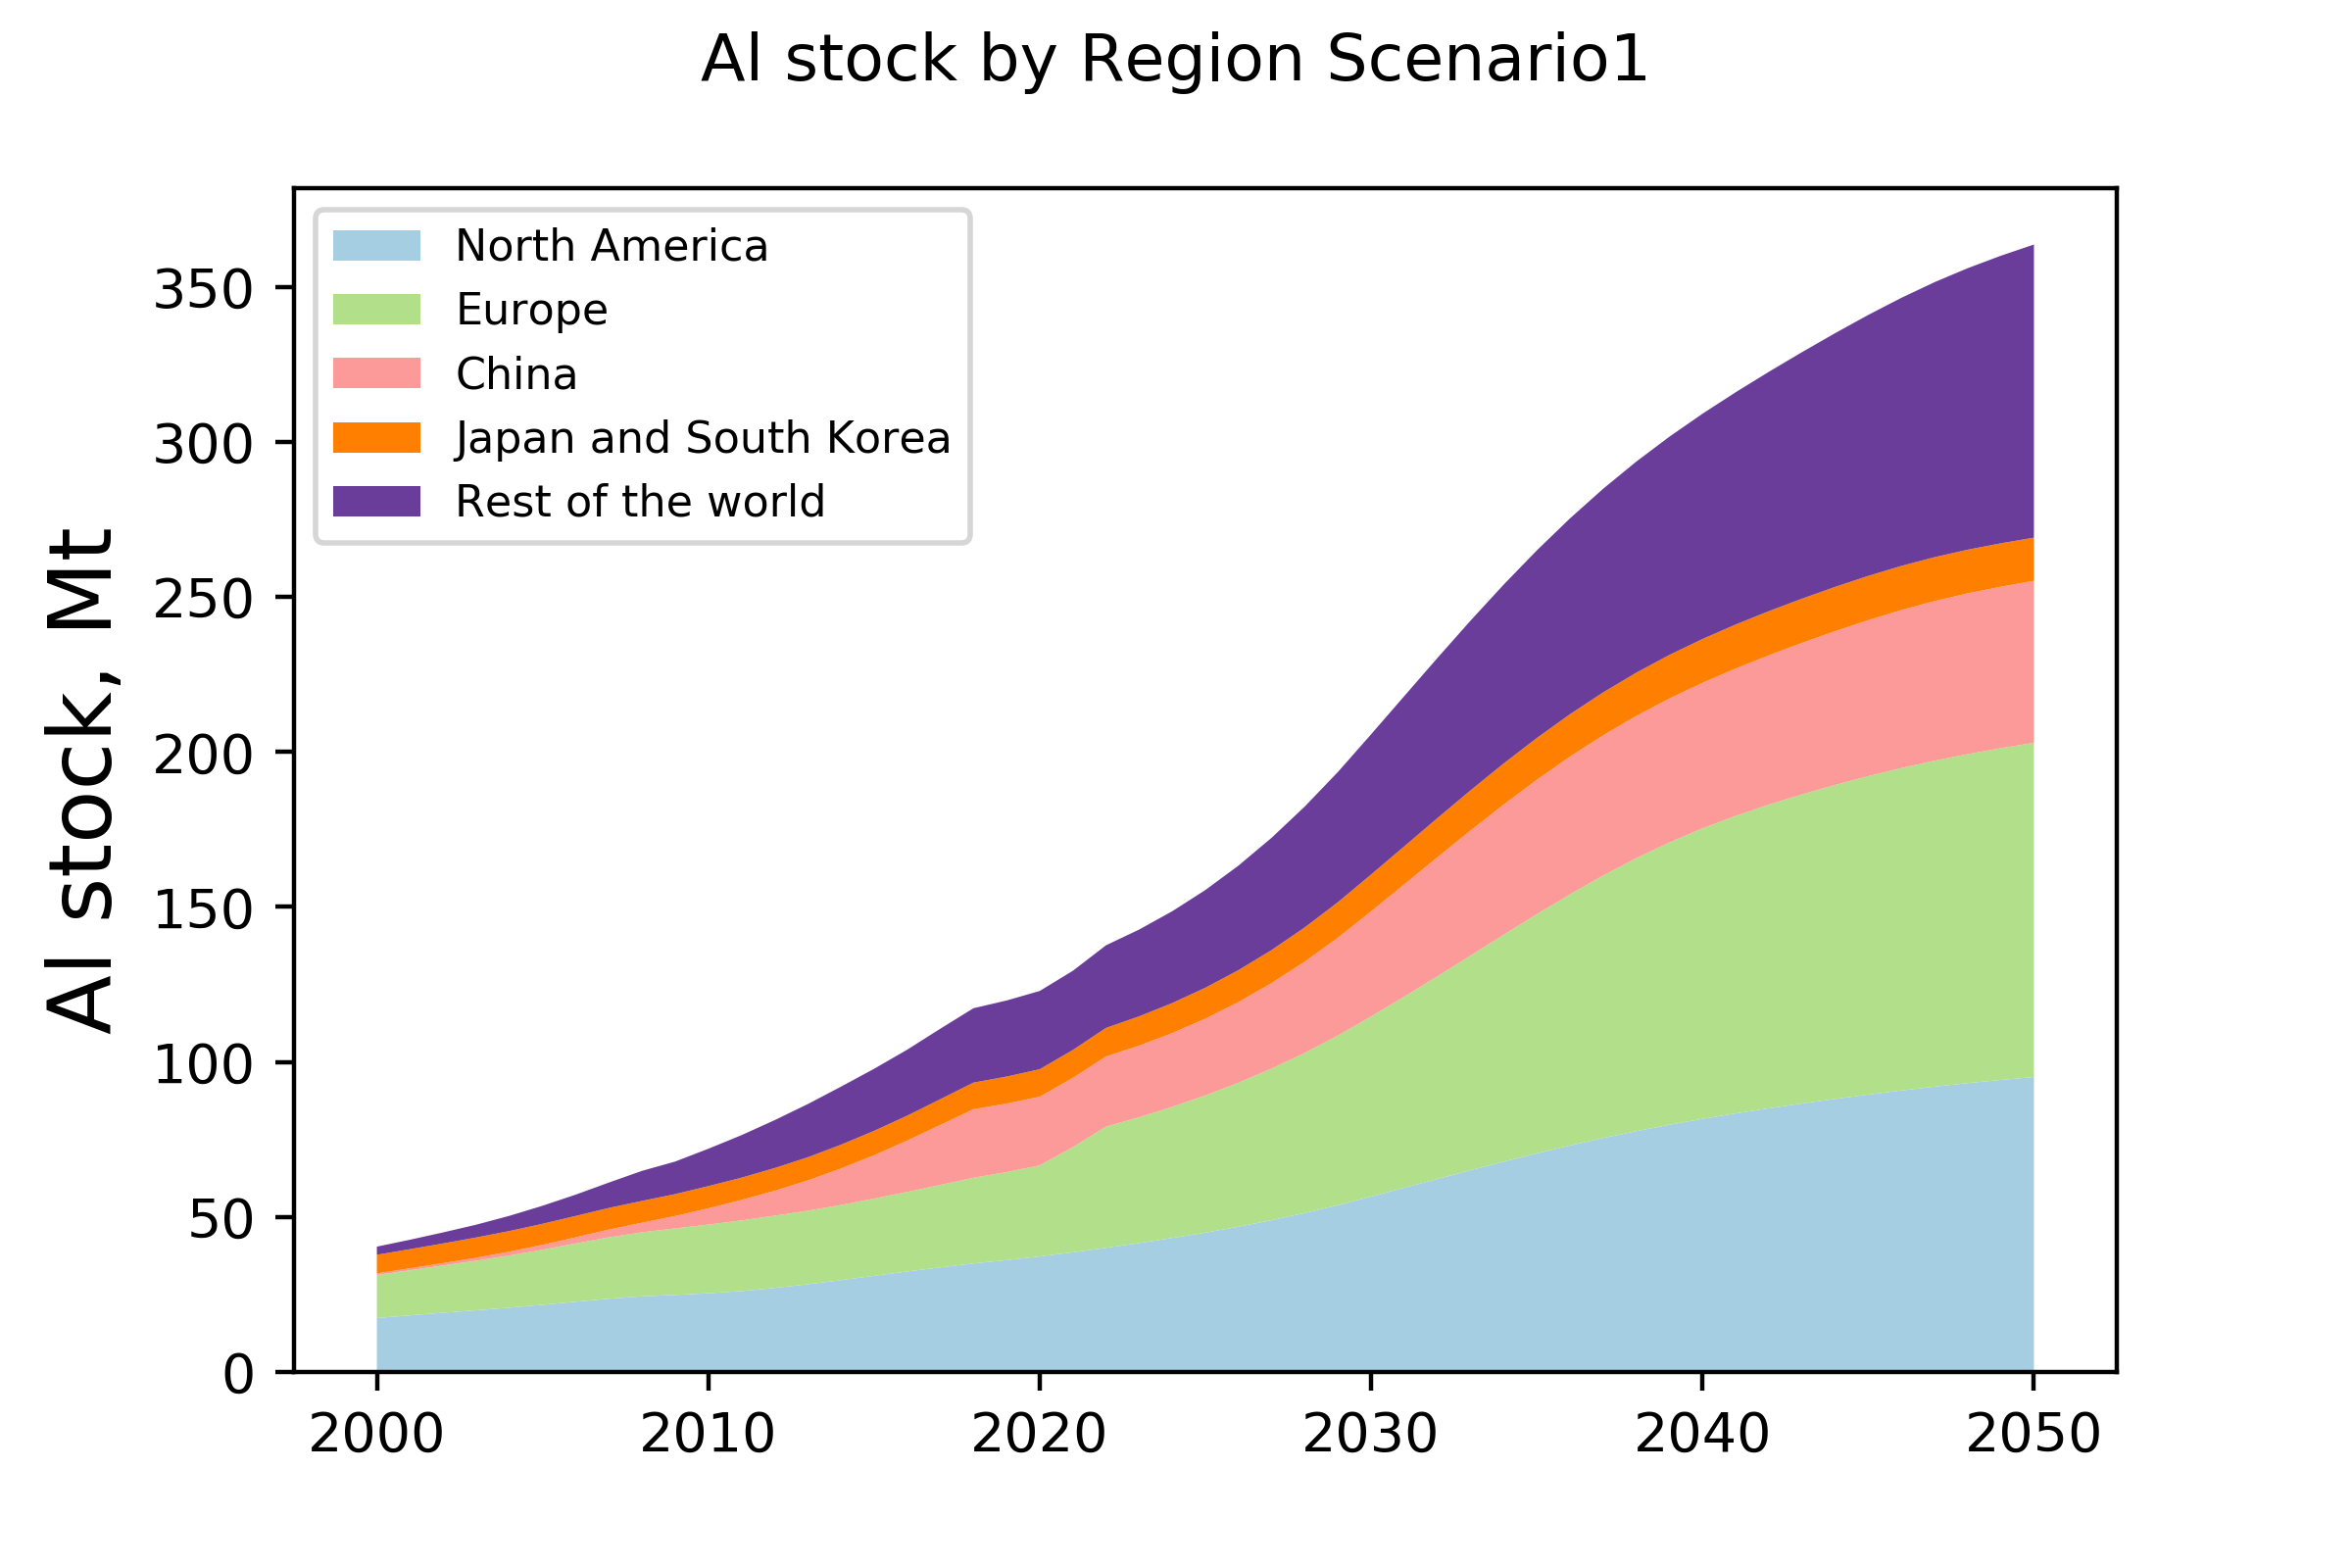 Al stock by Region Scenario1
North America
Europe
China
Japan and South Korea
Rest of the world
Al stock, Mt
350
300
250
200
150
100
50
0
2000 2010 2020 2030 2040 2050